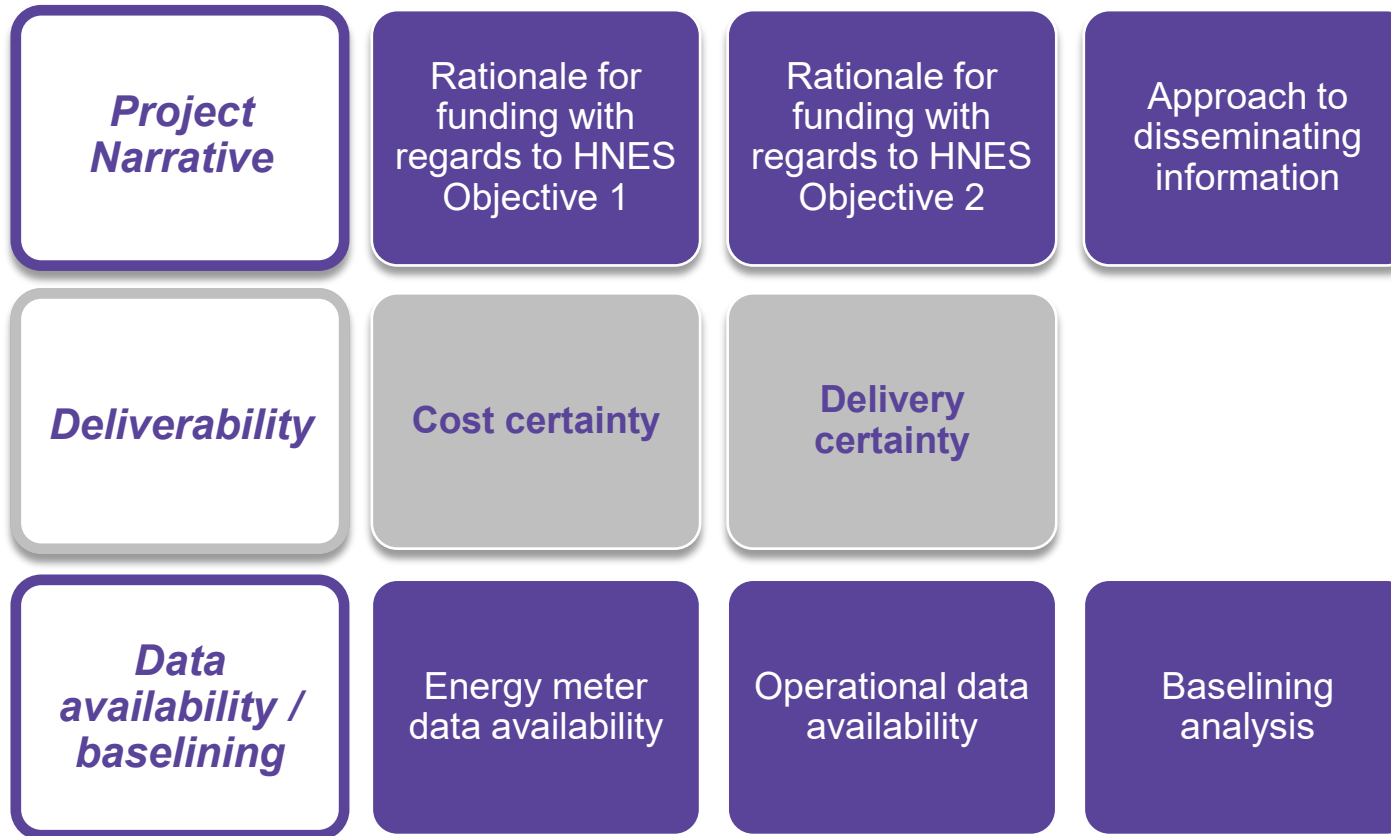 Project
Narrative
Rationale for
funding with
regards to HNES
Objective 1
Rationale for
funding with
regards to HNES
Objective 2
Approach to
disseminating
information
Deliverability
Cost certainty
Delivery
certainty
Data
availability /
baselining
Energy meter
data availability
Operational data
availability
Baselining
analysis